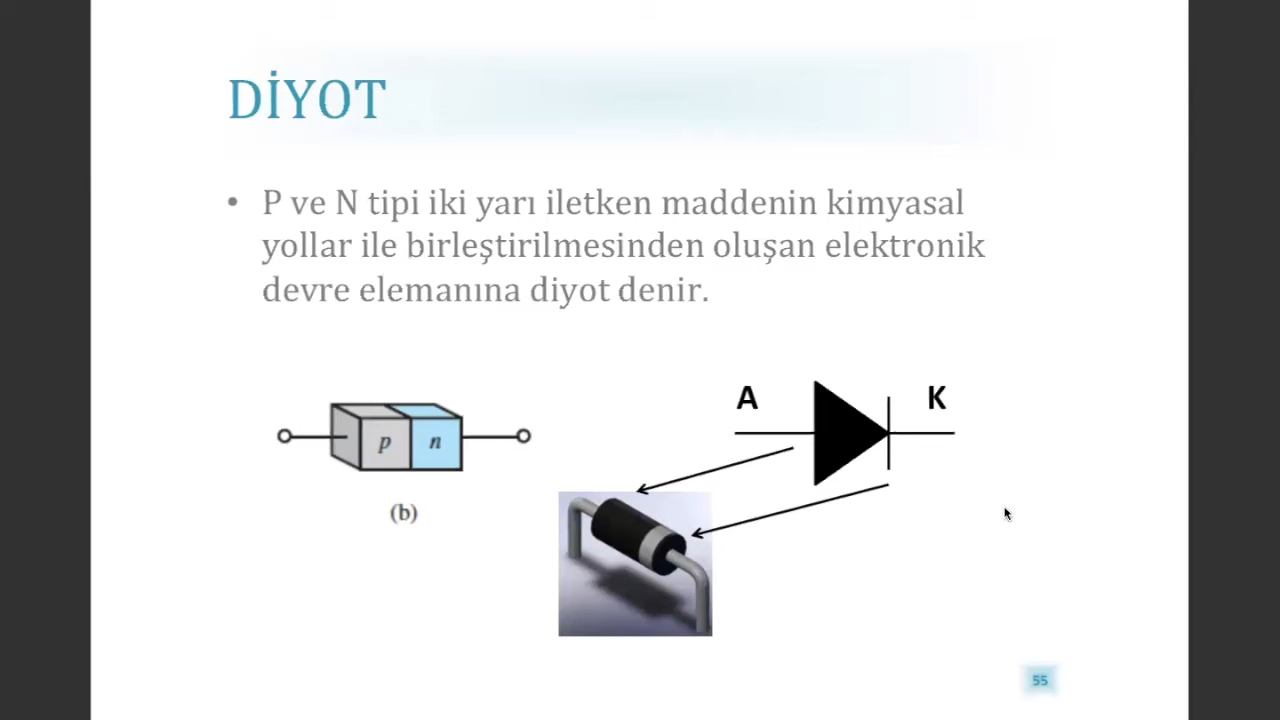 DİYOT
• P ve N tipi iki yarı iletken maddenin kimyasal
yollar ile birleştirilmesinden oluşan elektronik
devre elemanına diyot denir.
A K
p n
(b)
55